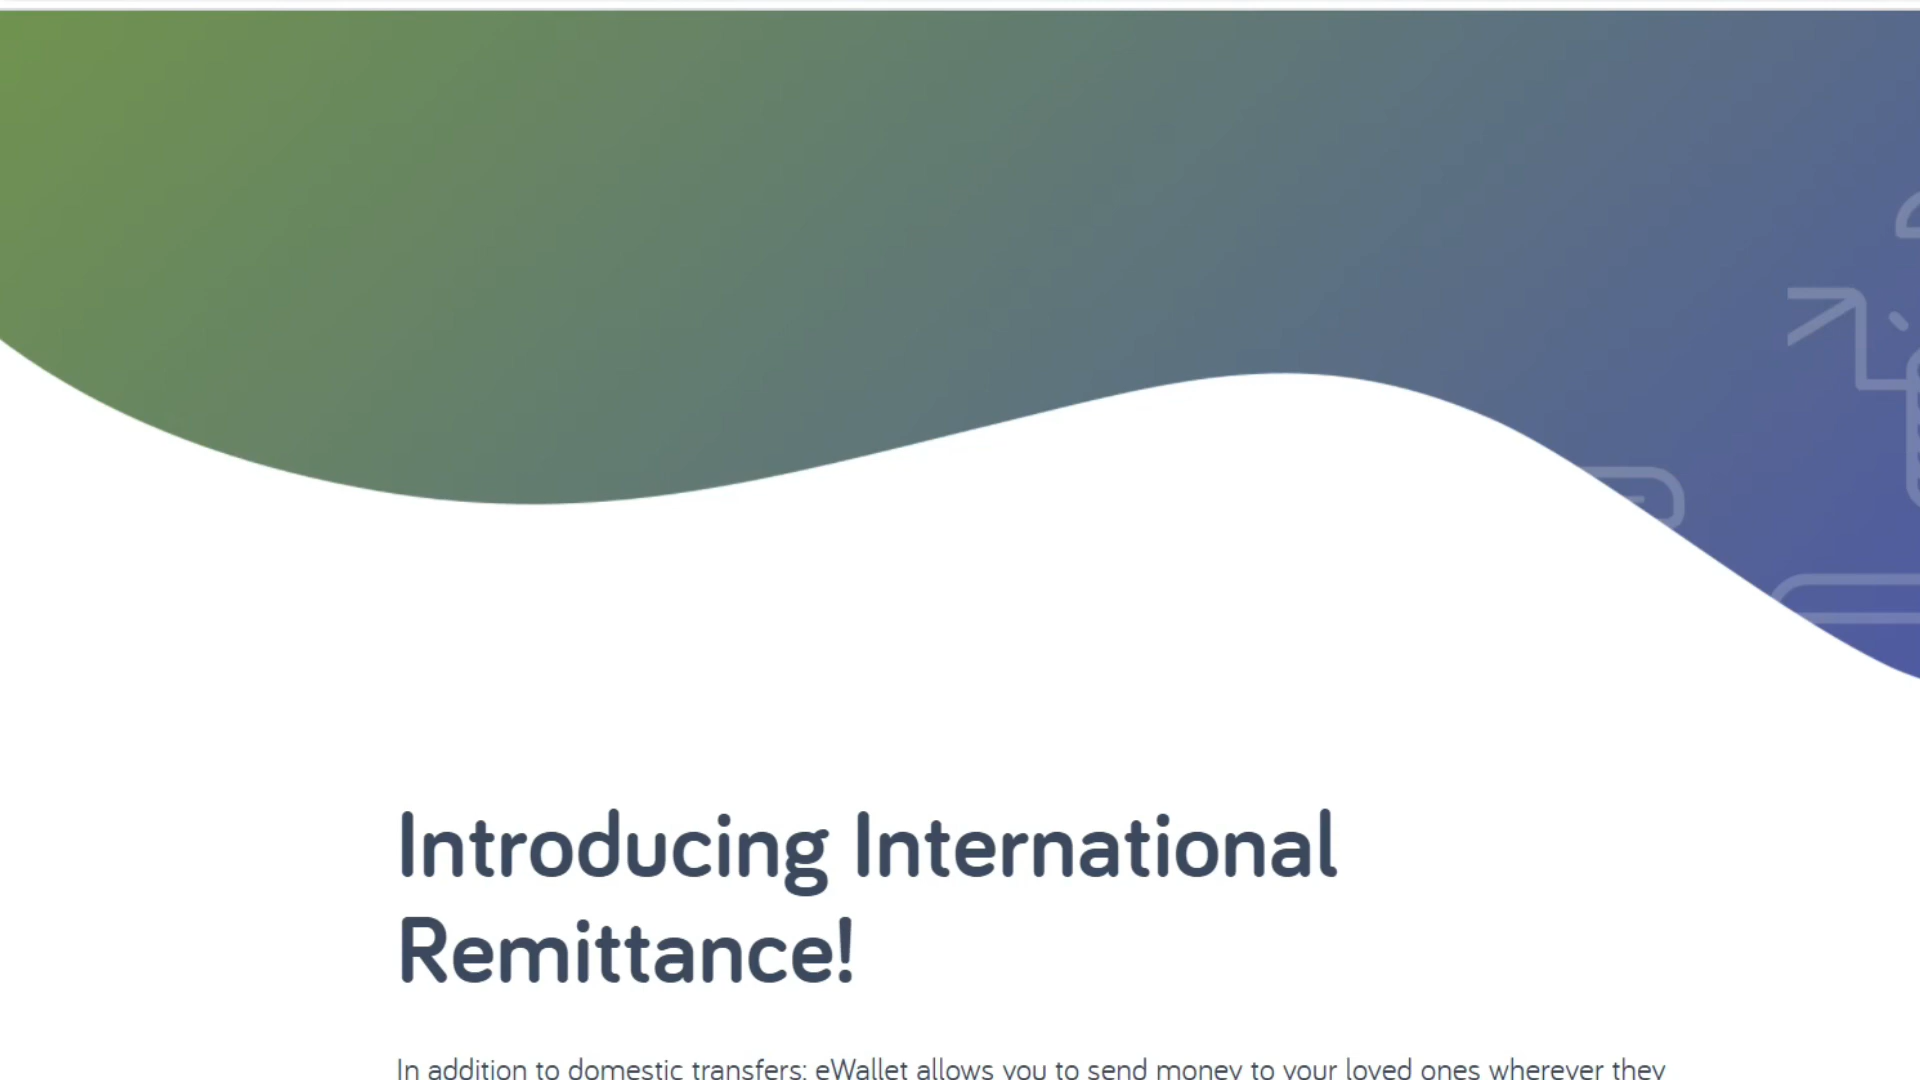 Introducing International
Remittance!
In addition to domestic transfers; eWallet allows you to send money to your loved ones wherever they